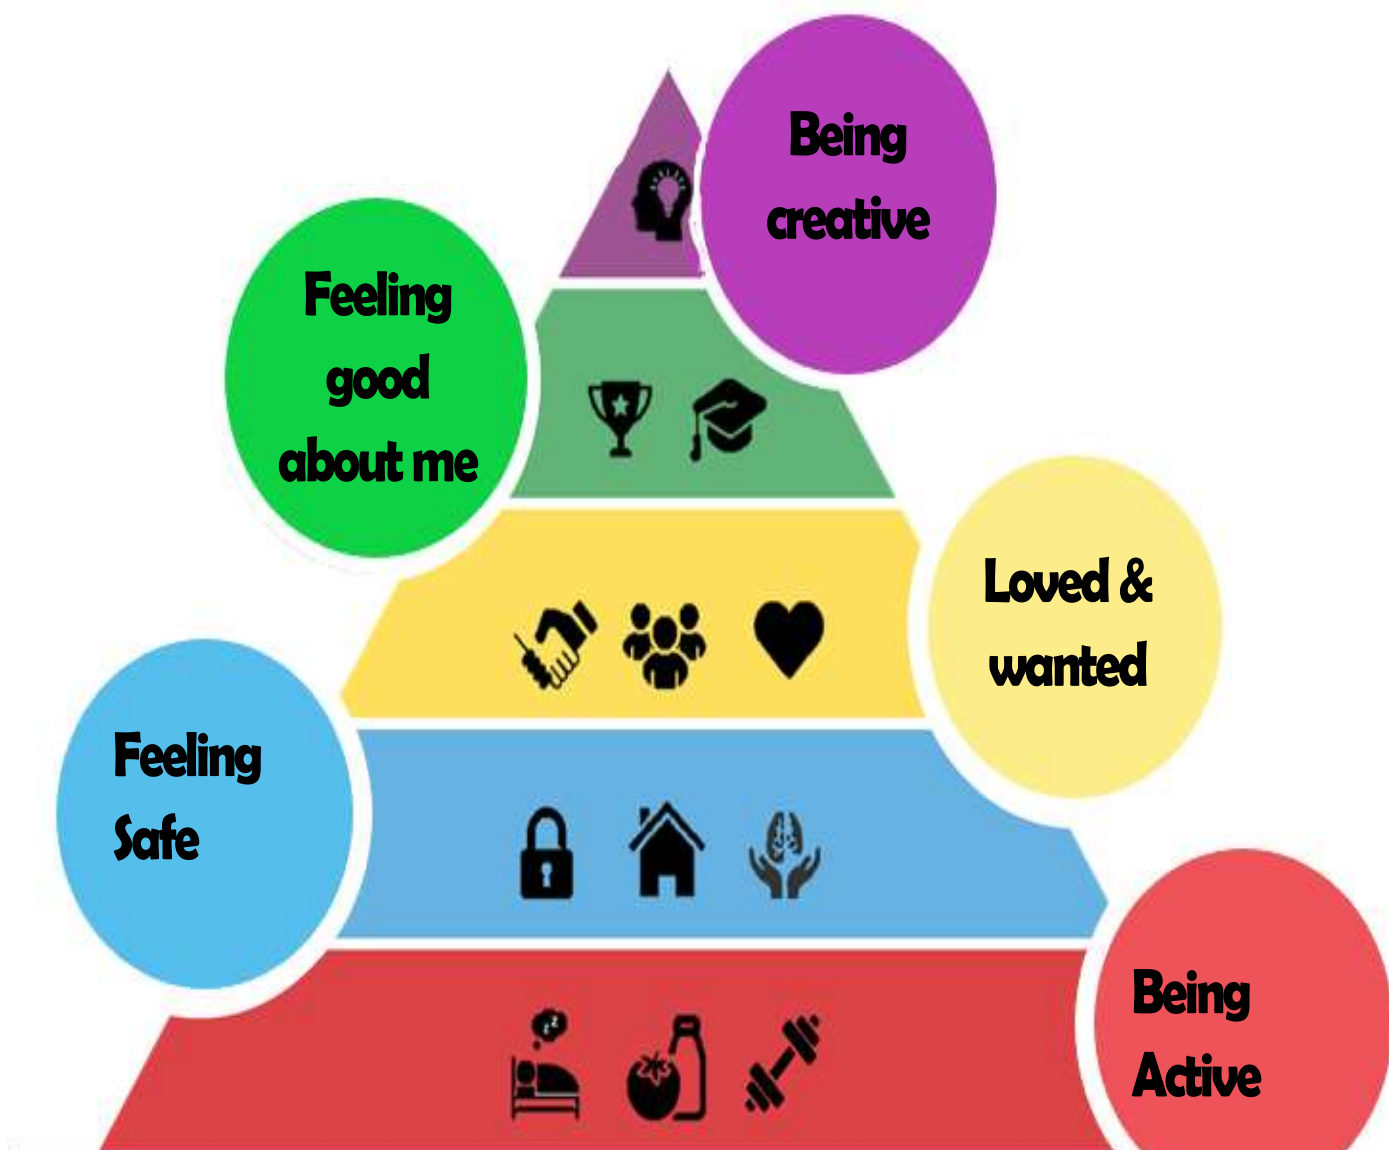 Being
creative
Feeling
good
about me
Loved &
wanted
Feeling
Safe
Being
Active